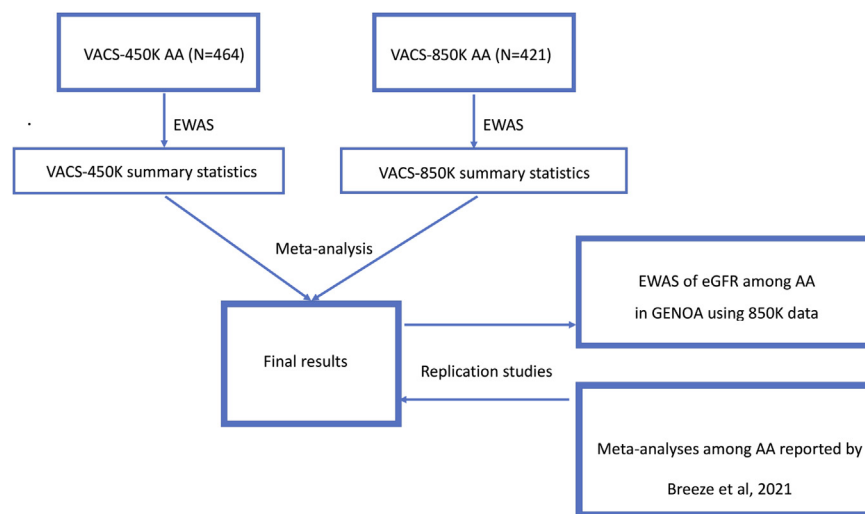 VACS-450K AA (N=464)
VACS-850K AA (N=421)
EWAS
EWAS
VACS-450K summary statistics
VACS-850K summary statistics
Meta-analysis
EWAS of eGFR among AA
in GENOA using 850K data
Final results
Replication studies
Meta-analyses among AA reported by
Breeze et al, 2021